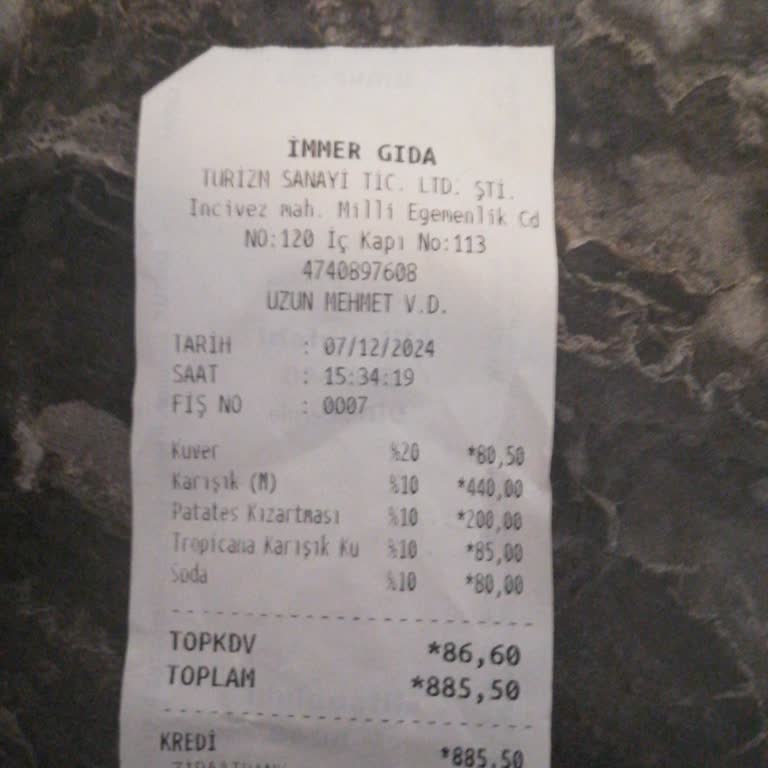 İMMER GIDA
TURİZM SANAYİ TİC. LTD. ŞTİ.
Incivez mah. Milli Egemenlik Cd
NO:120 İç Kapı No:113
4740897608
UZUN MEHMET V.D.
TARİH : 07/12/2024
SAAT : 15:34:19
FİŞ NO : 0007
Kuver %20 *80,50
Karışık (M) %10 *440,00
Patates Kızartması %10 *200,00
Tropicana Karışık Ku %10 *85,00
Soda %10 *80,00
TOPKDV *86,60
TOPLAM *885,50
KREDİ *885,50